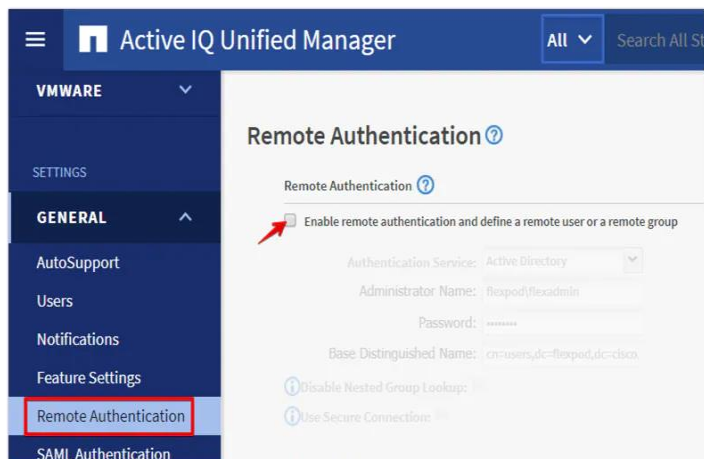 Active IQ Unified Manager
All
Search All St
VMWARE
SETTINGS
GENERAL
AutoSupport
Users
Notifications
Feature Settings
Remote Authentication
SAML Authentication
Remote Authentication
Remote Authentication
Enable remote authentication and define a remote user or a remote group
Authentication Service: Active Directory
Administrator Name: flexpod\flexadmin
Password: ••••••••
Base Distinguished Name: cn=users,dc=flexpod,dc=cisco
Disable Nested Group Lookup:
Use Secure Connection: